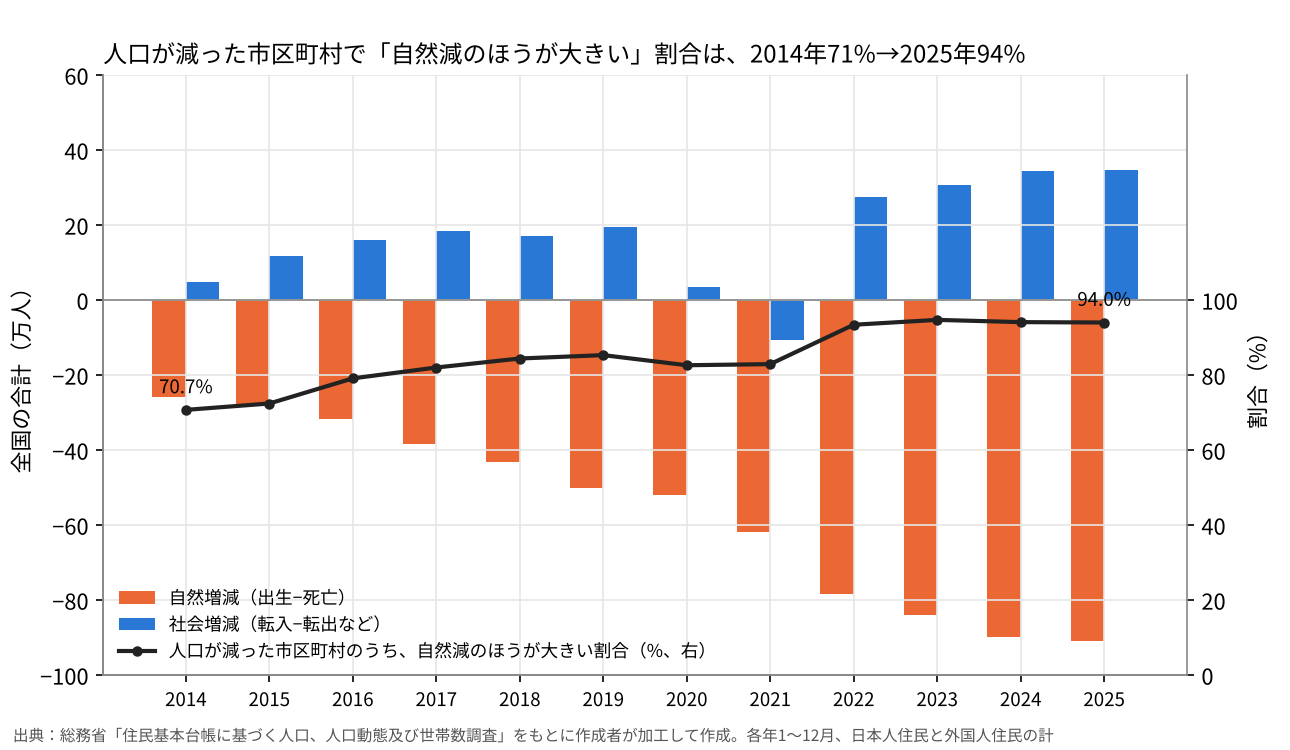 人口が減った市区町村で「自然減のほうが大きい」割合は、2014年71%→2025年94%
60
40
20
0
−20
−40
−60
−80
−100
全国の合計（万人）
100
80
60
40
20
0
割合（%）
70.7%
94.0%
自然増減（出生−死亡）
社会増減（転入−転出など）
人口が減った市区町村のうち、自然減のほうが大きい割合（%、右）
2014 2015 2016 2017 2018 2019 2020 2021 2022 2023 2024 2025
出典：総務省「住民基本台帳に基づく人口、人口動態及び世帯数調査」をもとに作成者が加工して作成。各年1〜12月、日本人住民と外国人住民の計